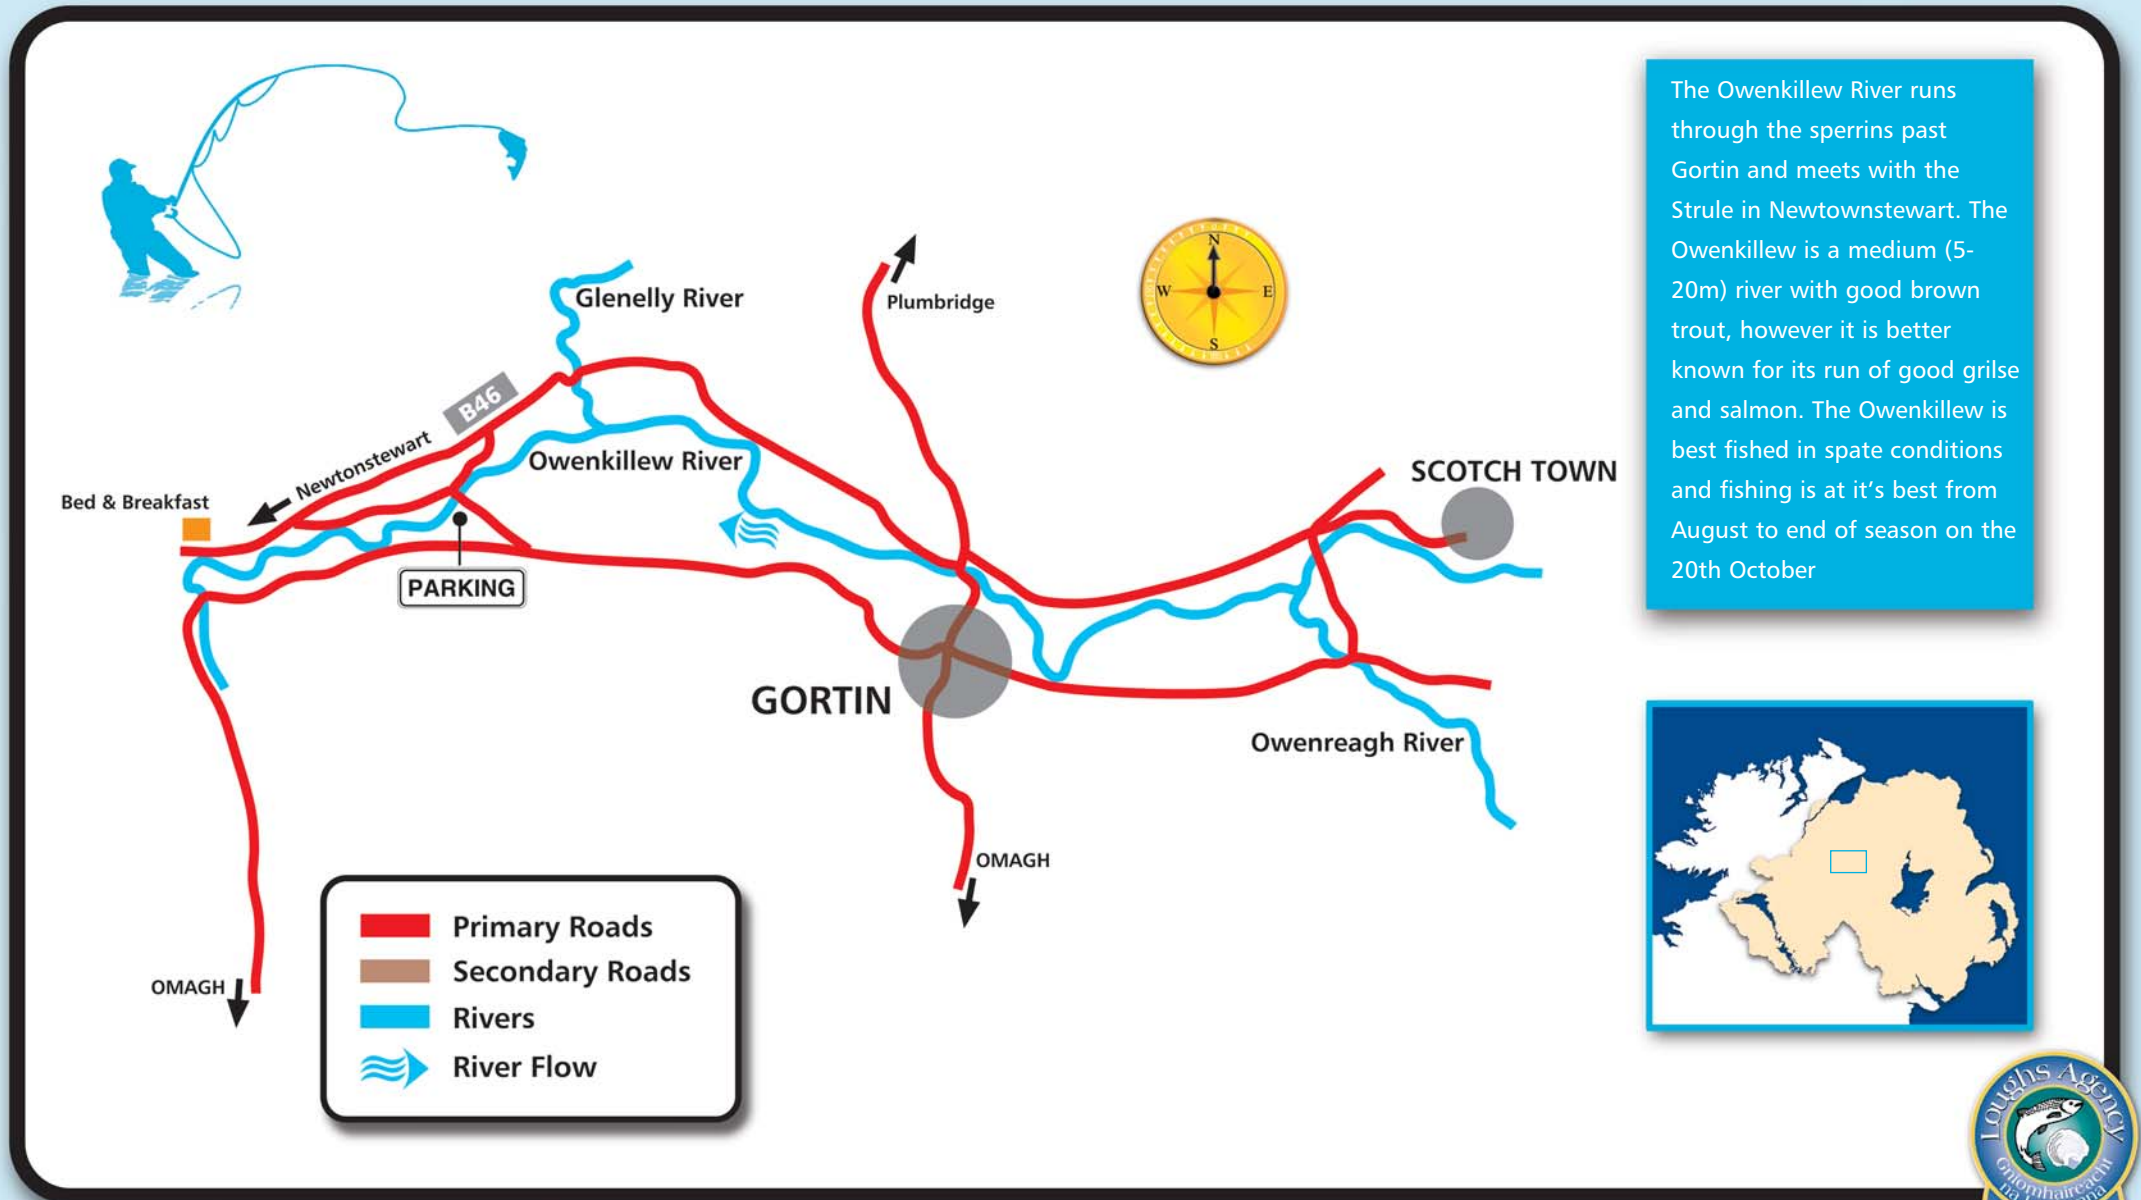 The Owenkillew River runs
through the sperrins past
Gortin and meets with the
Strule in Newtownstewart. The
Owenkillew is a medium (5-
20m) river with good brown
trout, however it is better
known for its run of good grilse
and salmon. The Owenkillew is
best fished in spate conditions
and fishing is at it's best from
August to end of season on the
20th October
N
W
E
S
Glenelly River
Plumbridge
B46
Newtonstewart
Owenkillew River
SCOTCH TOWN
Bed & Breakfast
PARKING
GORTIN
Owenreagh River
OMAGH
OMAGH
Primary Roads
Secondary Roads
Rivers
River Flow
Loughs Agency
Gníomhaireacht